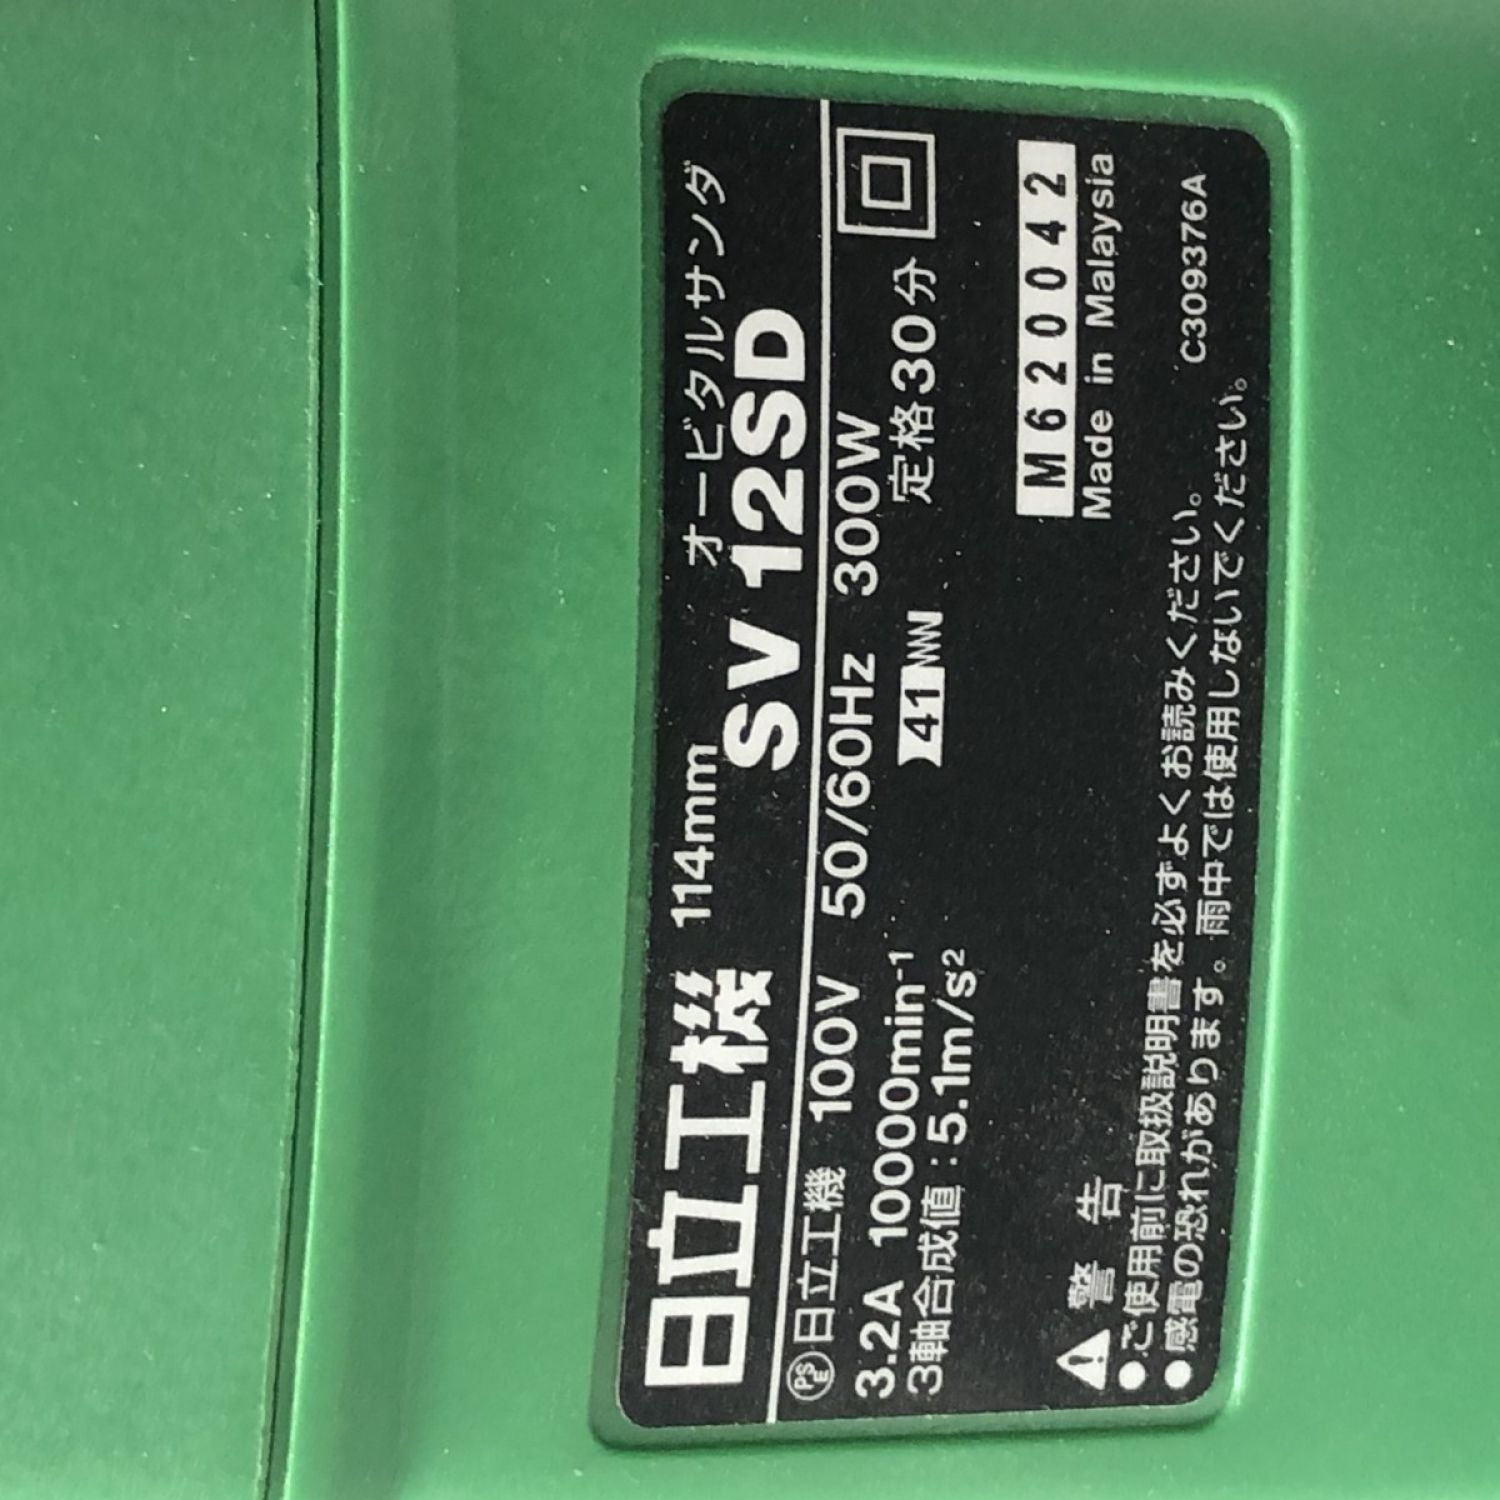 日立工機 114mm オービタルサンダ
SV 12SD
PSE 日立工機 100V 50/60Hz 300W
3.2A 10000min⁻¹ 定格30分
3軸合成値：5.1m/s² 41
M620042
Made in Malaysia
警告
●ご使用前に取扱説明書を必ずよくお読みください。
●感電の恐れがあります。雨中では使用しないでください。
C309376A